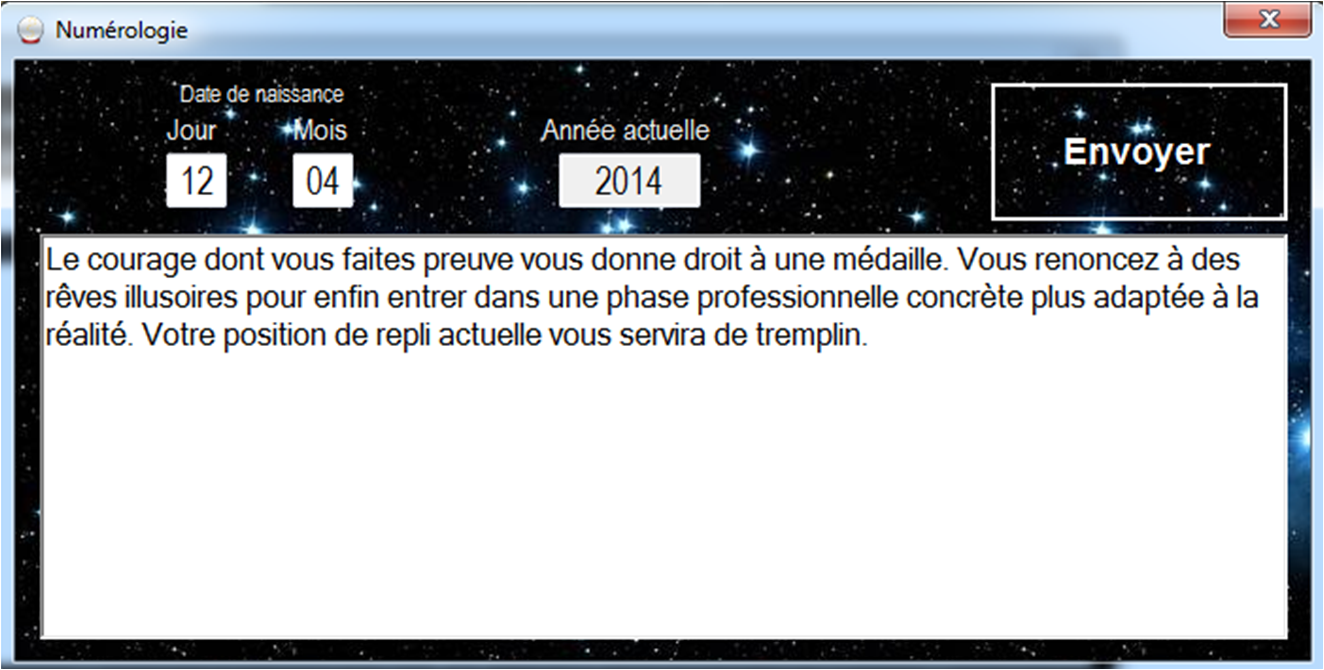 Numérologie
Date de naissance
Jour
Mois
Année actuelle
12
04
2014
Envoyer
Le courage dont vous faites preuve vous donne droit à une médaille. Vous renoncez à des
rêves illusoires pour enfin entrer dans une phase professionnelle concrète plus adaptée à la
réalité. Votre position de repli actuelle vous servira de tremplin.